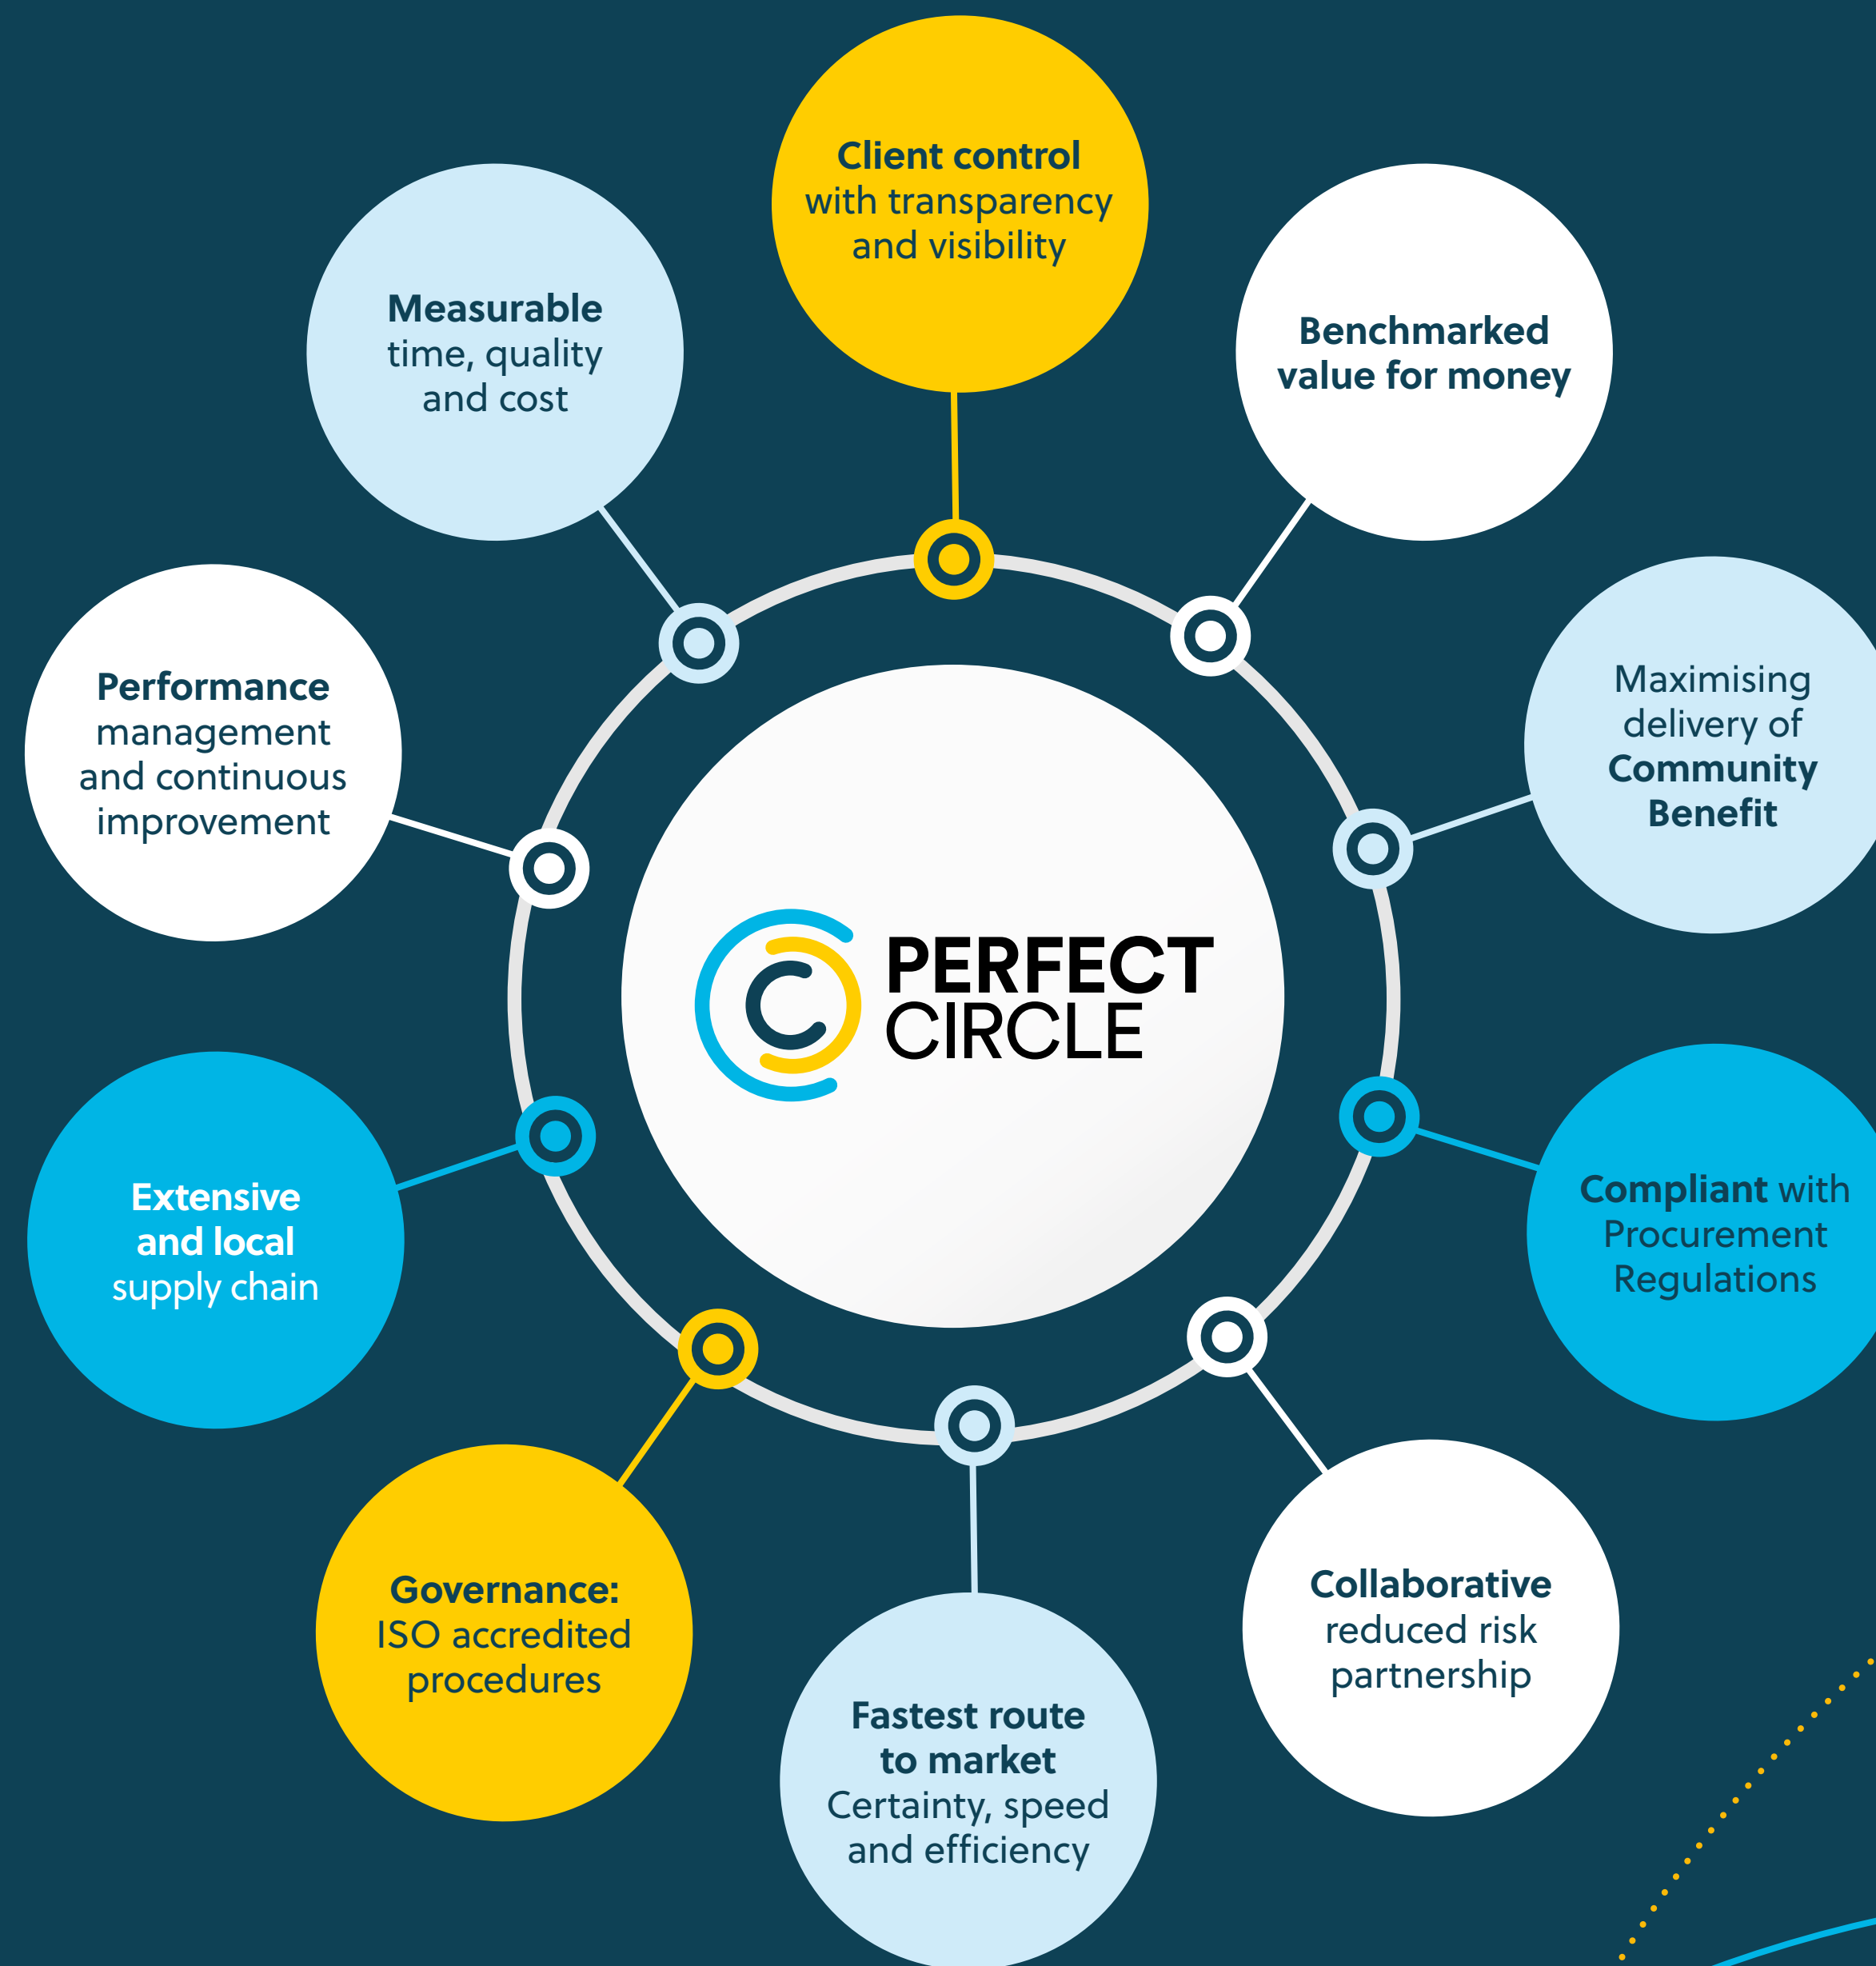 Client control
with transparency
and visibility
Measurable
time, quality
and cost
Benchmarked
value for money
Performance
management
and continuous
improvement
Maximising
delivery of
Community
Benefit
PERFECT
CIRCLE
Extensive
and local
supply chain
Compliant with
Procurement
Regulations
Governance:
ISO accredited
procedures
Collaborative
reduced risk
partnership
Fastest route
to market
Certainty, speed
and efficiency